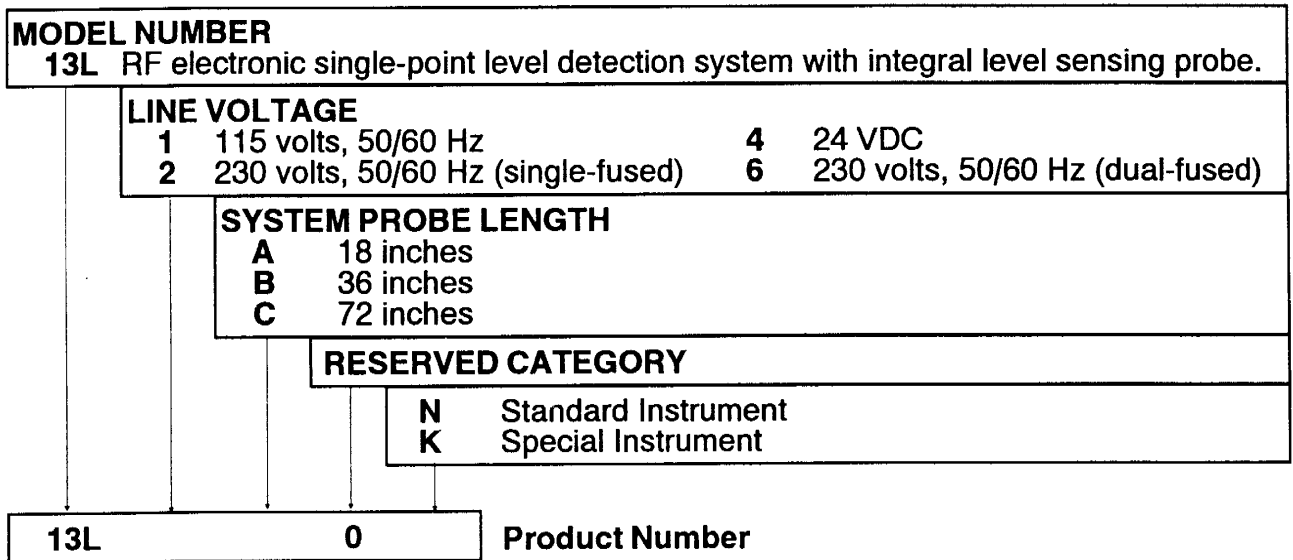 MODEL NUMBER
13L RF electronic single-point level detection system with integral level sensing probe.
LINE VOLTAGE
1 115 volts, 50/60 Hz 4 24 VDC
2 230 volts, 50/60 Hz (single-fused) 6 230 volts, 50/60 Hz (dual-fused)
SYSTEM PROBE LENGTH
A 18 inches
B 36 inches
C 72 inches
RESERVED CATEGORY
N Standard Instrument
K Special Instrument
13L 0 Product Number